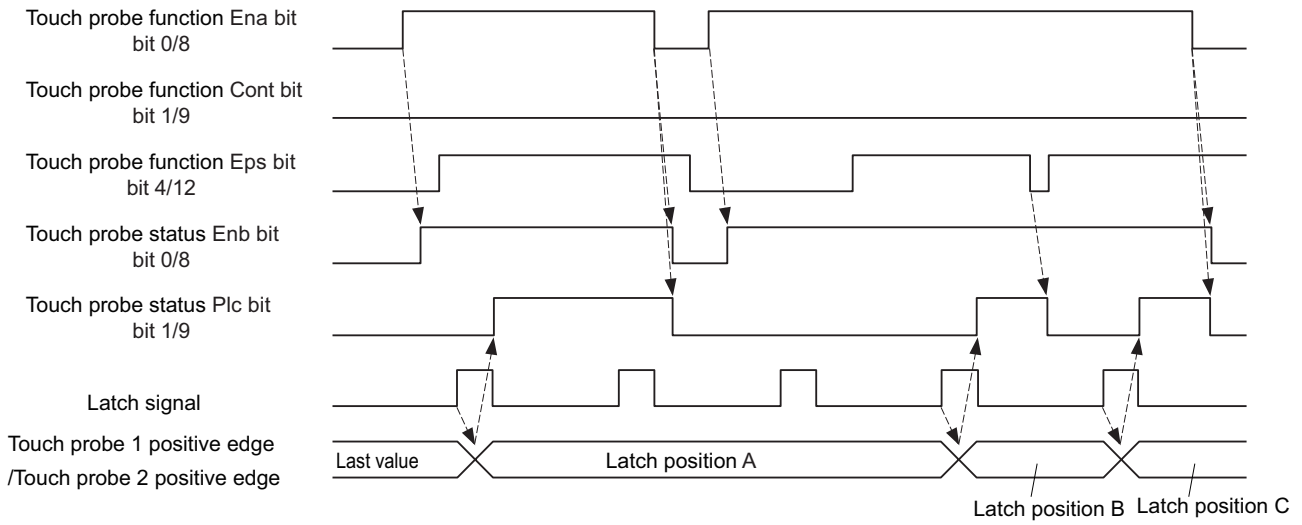 Touch probe function Ena bit
bit 0/8
Touch probe function Cont bit
bit 1/9
Touch probe function Eps bit
bit 4/12
Touch probe status Enb bit
bit 0/8
Touch probe status Plc bit
bit 1/9
Latch signal
Touch probe 1 positive edge
/Touch probe 2 positive edge
Last value
Latch position A
Latch position B
Latch position C